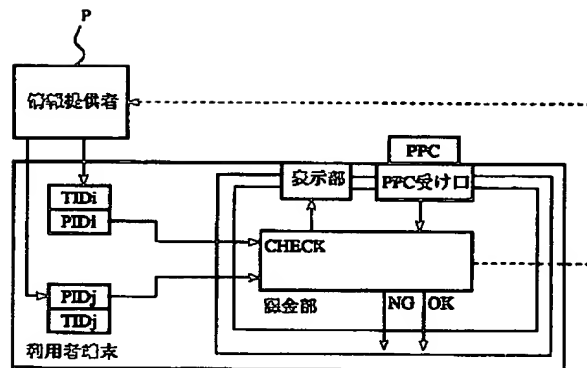 P
情報提供者
PPC
表示部
PPC受け口
TIDi
PIDi
CHECK
PIDj
TIDj
課金部
NG OK
利用者端末